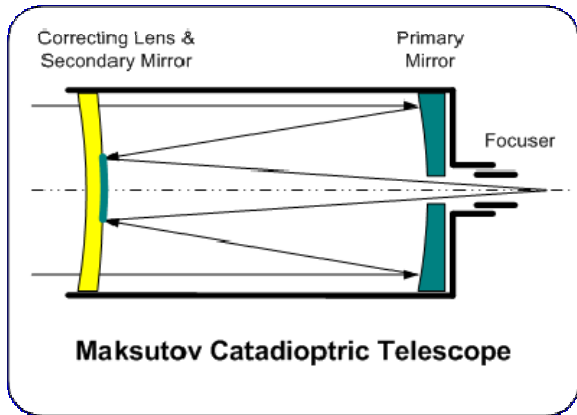 Correcting Lens &
Secondary Mirror
Primary
Mirror
Focuser
Maksutov Catadioptric Telescope